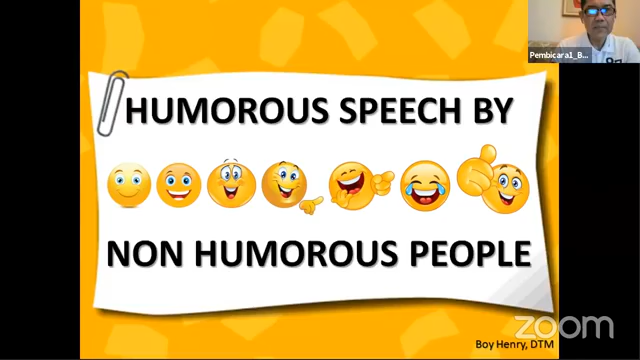 Pembicara1_B...
HUMOROUS SPEECH BY
NON HUMOROUS PEOPLE
zoom
Boy Henry, DTM